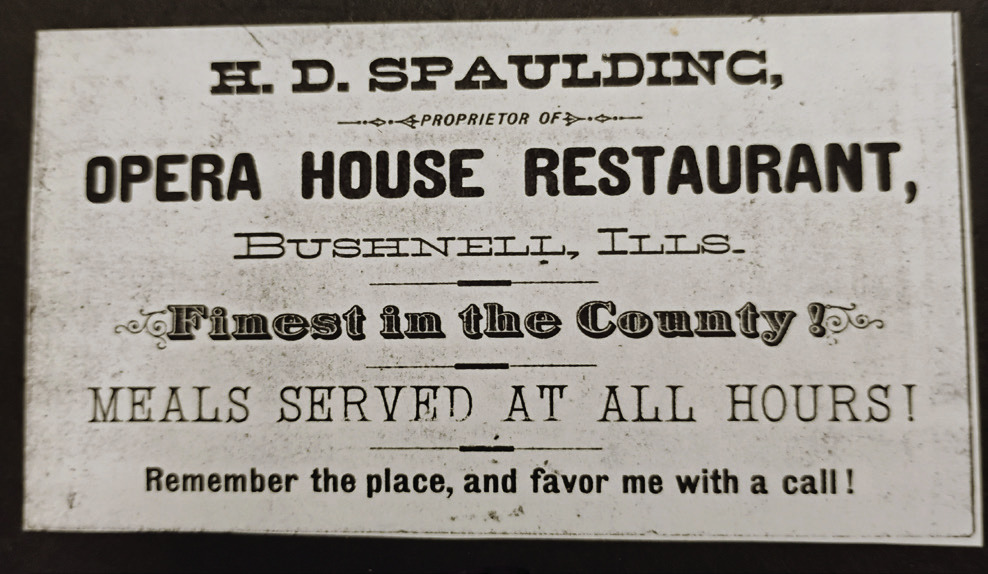 H. D. SPAULDING,
PROPRIETOR OF
OPERA HOUSE RESTAURANT,
BUSHNELL, ILLS.
Finest in the County!
MEALS SERVED AT ALL HOURS!
Remember the place, and favor me with a call!